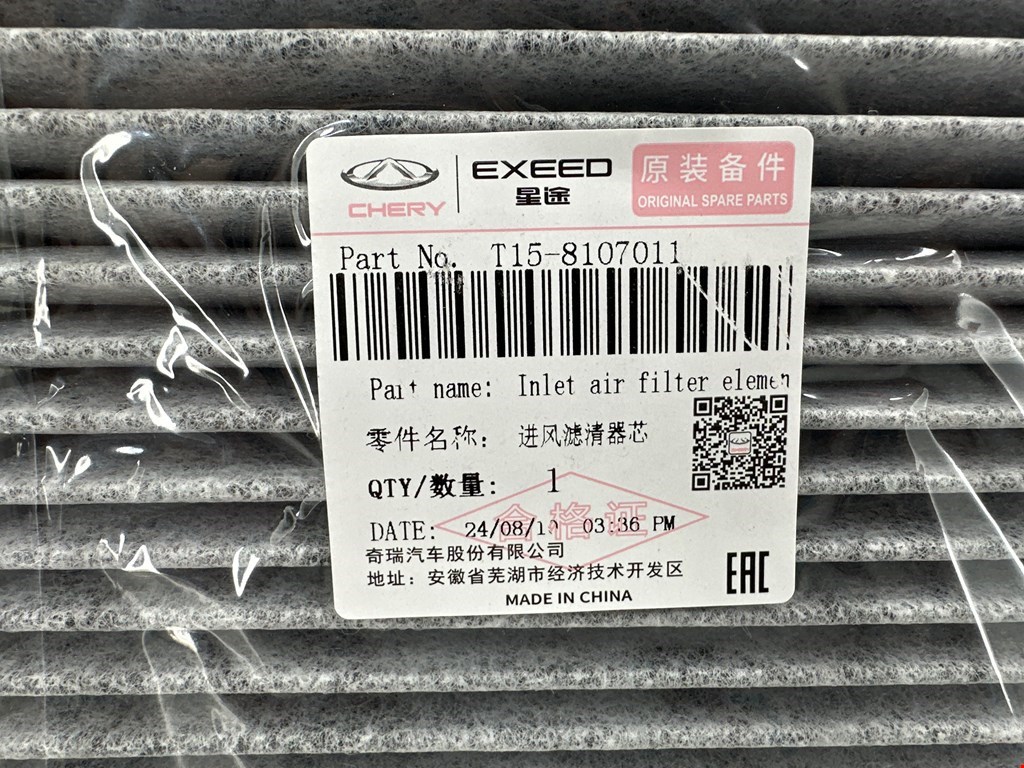 CHERY
EXEED
星途
原装备件
ORIGINAL SPARE PARTS
Part No. T15-8107011
Part name: Inlet air filter elemen
零件名称: 进风滤清器芯
QTY/数量: 1
合格证
DATE: 03:36 PM
奇瑞汽车股份有限公司
地址：安徽省芜湖市经济技术开发区
MADE IN CHINA
EAC